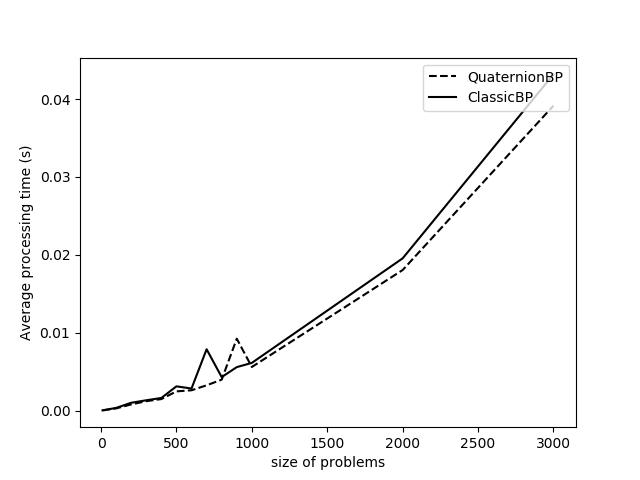 QuaternionBP
ClassicBP
0.04
0.03
0.02
0.01
0.00
Average processing time (s)
0 500 1000 1500 2000 2500 3000
size of problems